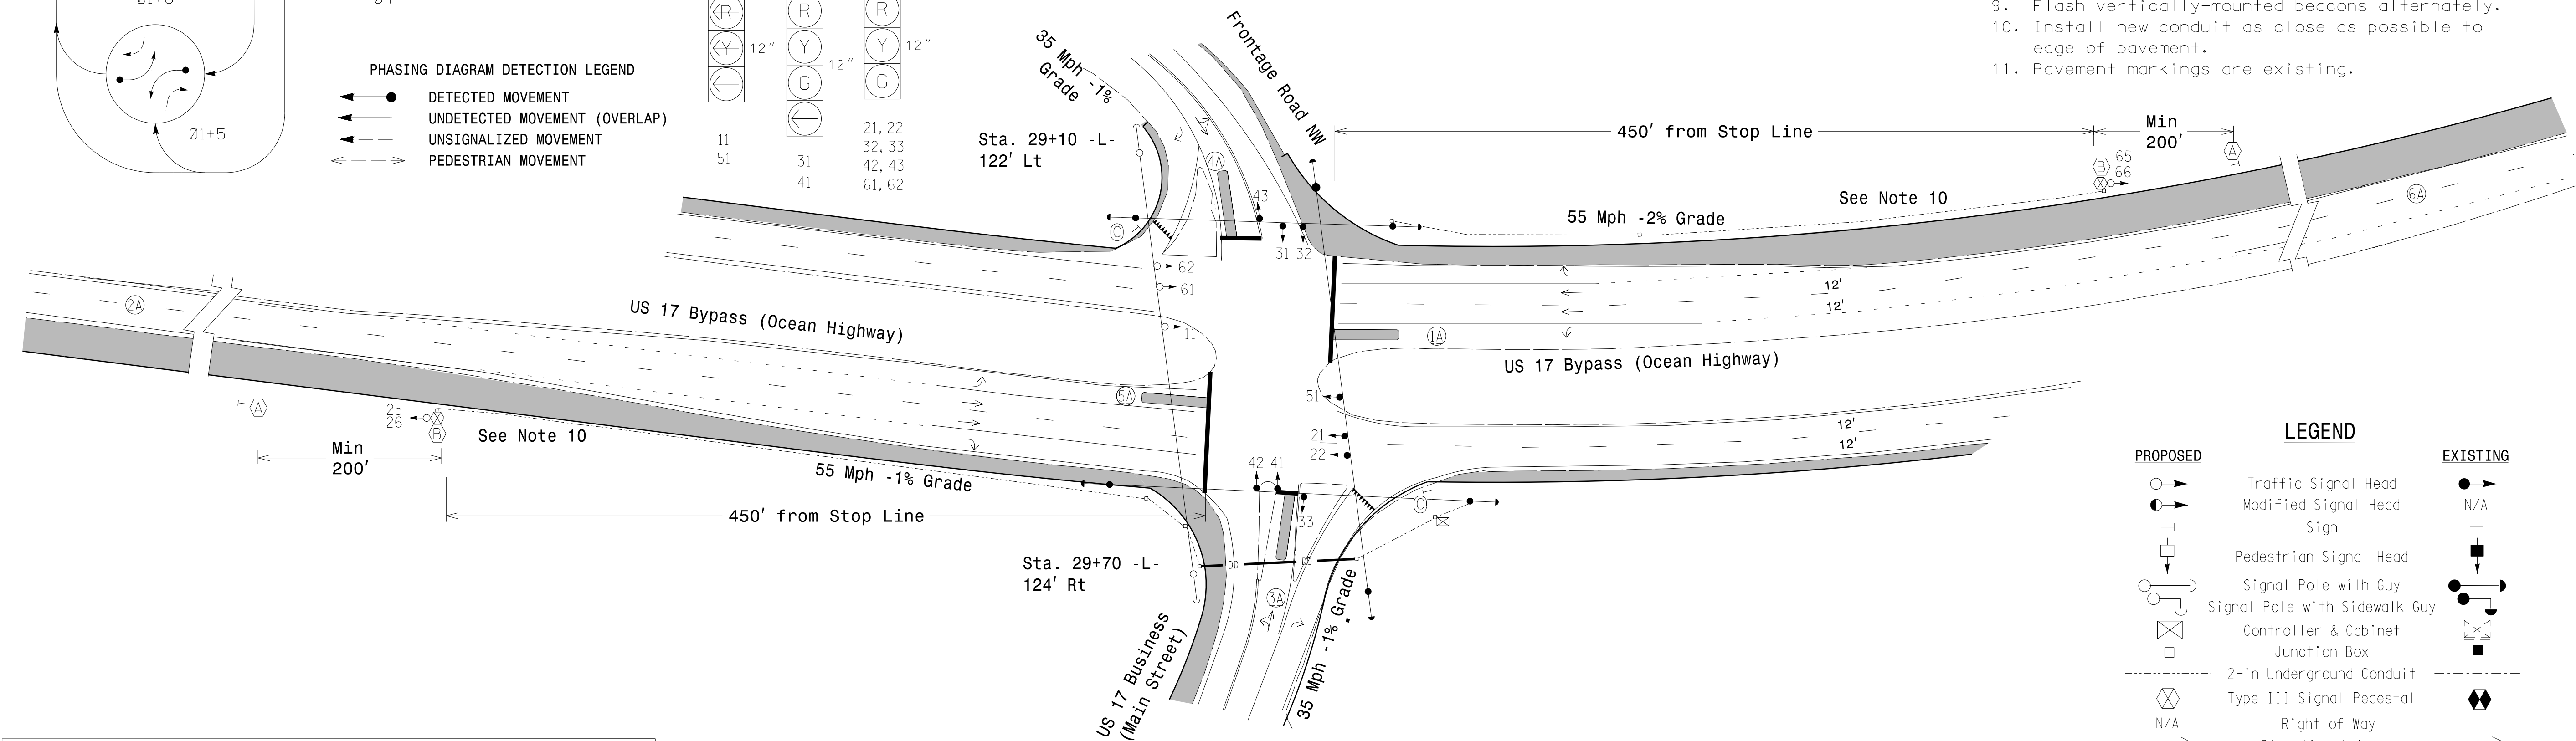 Ø1+5
PHASING DIAGRAM DETECTION LEGEND
DETECTED MOVEMENT
UNDETECTED MOVEMENT (OVERLAP)
UNSIGNALIZED MOVEMENT
PEDESTRIAN MOVEMENT
R
Y
12"
11
51
R
Y
G
12"
31
41
R
Y
G
12"
21, 22
32, 33
42, 43
61, 62
9. Flash vertically-mounted beacons alternately.
10. Install new conduit as close as possible to
edge of pavement.
11. Pavement markings are existing.
35 Mph -1%
Grade
Frontage Road NW
Sta. 29+10 -L-
122' Lt
4A
43
31 32
C
62
61
11
450' from Stop Line
Min
200'
A
B
65
66
See Note 10
55 Mph -2% Grade
6A
12'
12'
1A
US 17 Bypass (Ocean Highway)
2A
US 17 Bypass (Ocean Highway)
5A
51
21
22
12'
12'
A
25
26
B
See Note 10
Min
200'
55 Mph -1% Grade
450' from Stop Line
42 41
33
C
Sta. 29+70 -L-
124' Rt
3A
US 17 Business
(Main Street)
35 Mph -1% Grade
LEGEND
PROPOSED
EXISTING
Traffic Signal Head
Modified Signal Head N/A
Sign
Pedestrian Signal Head
Signal Pole with Guy
Signal Pole with Sidewalk Guy
Controller & Cabinet
Junction Box
2-in Underground Conduit
Type III Signal Pedestal
N/A Right of Way